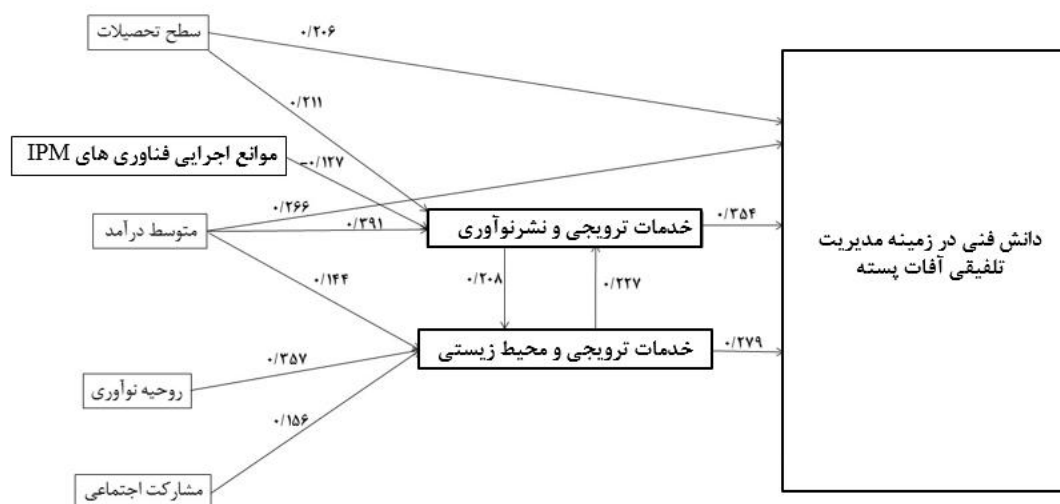 سطح تحصیلات
۰/۲۰۶
۰/۲۱۱
موانع اجرایی فناوری های IPM
-۰/۱۲۷
متوسط درآمد
۰/۲۶۶
۰/۳۹۱
خدمات ترویجی و نشرنوآوری
۰/۳۵۴
دانش فنی در زمینه مدیریت
تلفیقی آفات پسته
۰/۱۴۴
۰/۲۰۸
۰/۲۲۷
خدمات ترویجی و محیط زیستی
۰/۲۷۹
۰/۳۵۷
روحیه نوآوری
۰/۱۵۶
مشارکت اجتماعی